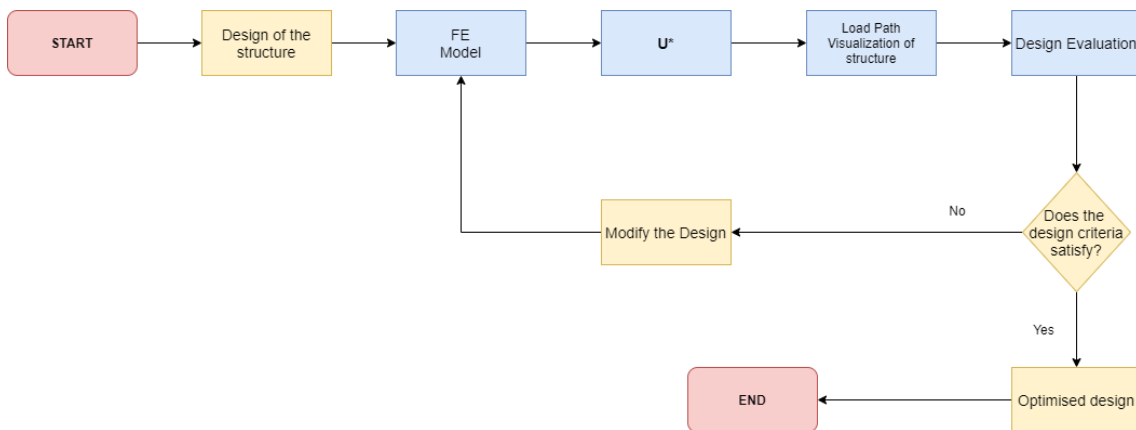 START
Design of the
structure
FE
Model
U*
Load Path
Visualization of
structure
Design Evaluation
Does the
design criteria
satisfy?
No
Modify the Design
Yes
Optimised design
END